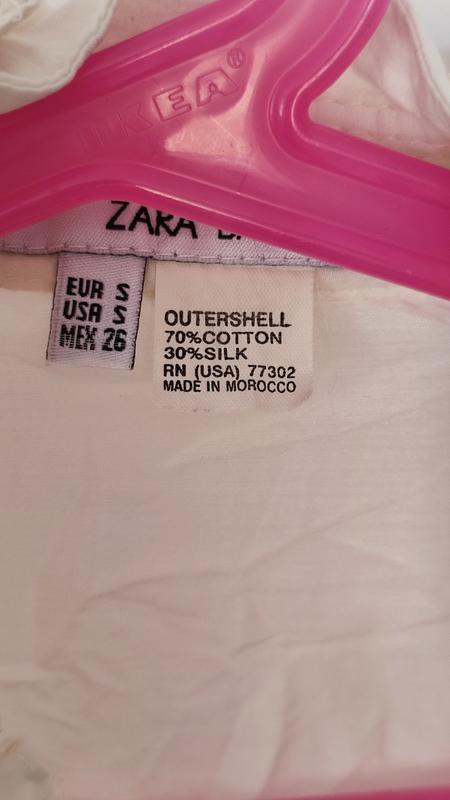 IKEA®
ZARA
EUR S
USA S
MEX 26
OUTERSHELL
70%COTTON
30%SILK
RN (USA) 77302
MADE IN MOROCCO